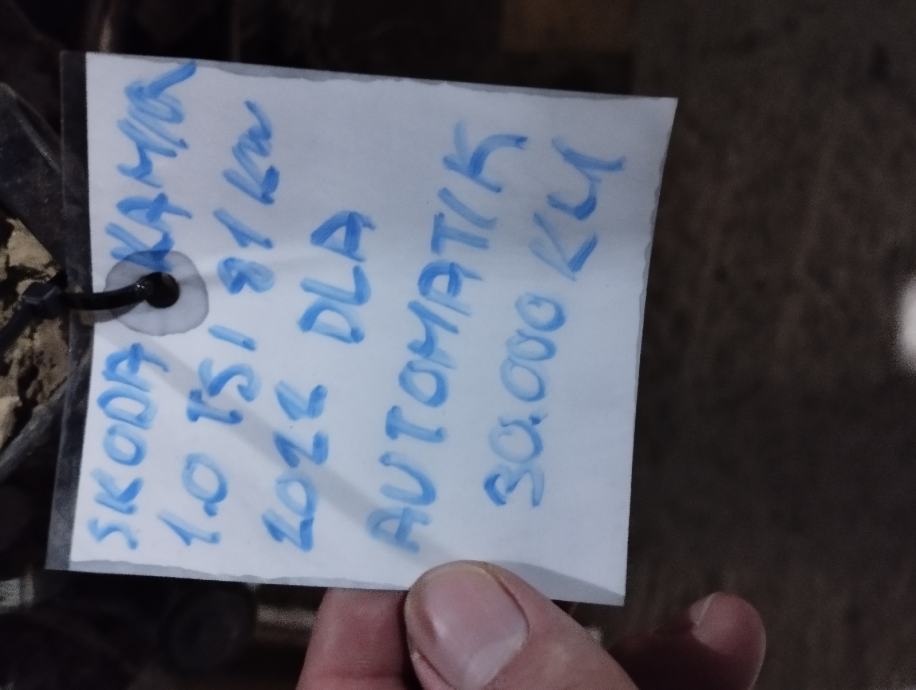 SKODA KAMIQ
1.0 TSI 81 KW
2022 DLA
AUTOMATIK
30.000 KM